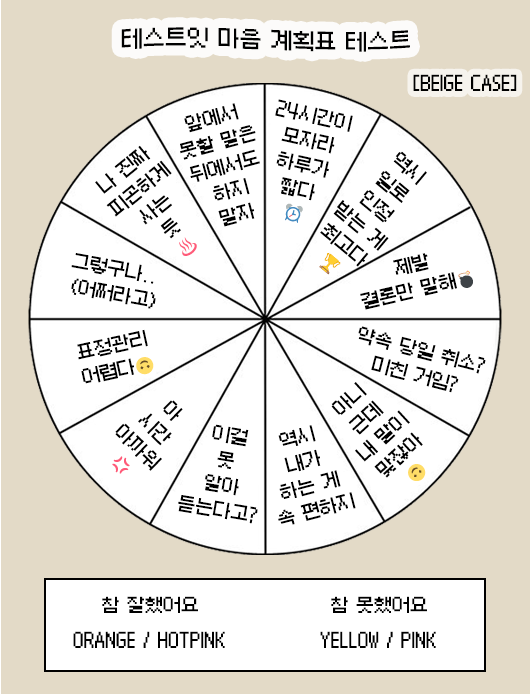 테스트잇 마음 계획표 테스트
[BEIGE CASE]
24시간이
모자라
하루가
짧다
역시
일로
인정
받는 게
최고다
제발
결론만 말해
약속 당일 취소?
미친 거임?
아니
근데 말이
내 말이 맞잖아
역시
내가
하는 게
속 편하지
이걸
못
알아
듣는다고?
아
시간
아까워
표정관리
어렵다
그렇구나..
(어쩌라고)
나 진짜
피곤하게
사는
듯
앞에서
못할 말은
뒤에서도
하지
말자
참 잘했어요
참 못했어요
ORANGE / HOTPINK
YELLOW / PINK